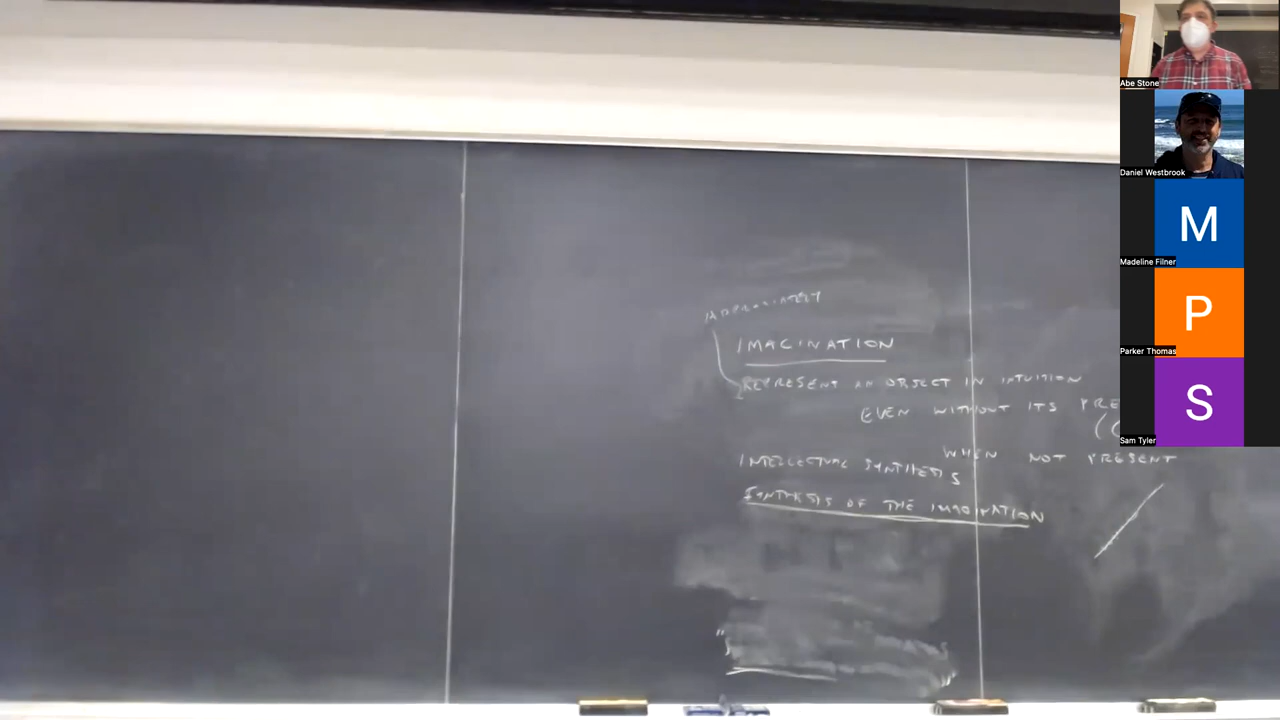 IMAGINATION
REPRESENT AN OBJECT IN INTUITION
EVEN WITHOUT ITS PRE
WHEN NOT PRESENT
INTELLECTUAL SYNTHESIS
SYNTHESIS OF THE IMAGINATION
Abe Stone
Daniel Westbrook
M
Madeline Filner
P
Parker Thomas
S
Sam Tyler